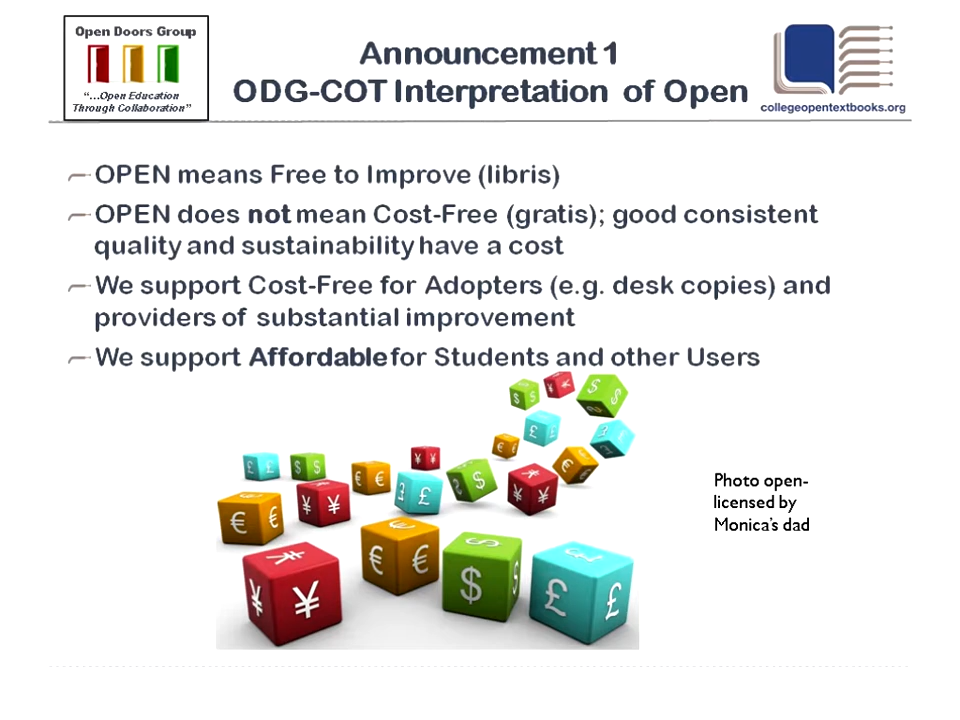 Open Doors Group
"...Open Education
Through Collaboration"
Announcement 1
ODG-COT Interpretation of Open
collegeopentextbooks.org
OPEN means Free to Improve (libris)
OPEN does not mean Cost-Free (gratis); good consistent
quality and sustainability have a cost
We support Cost-Free for Adopters (e.g. desk copies) and
providers of substantial improvement
We support Affordable for Students and other Users
$ $ ¥ ¥ $ $
£ £ £ £
£ £ $ $ € € ¥ ¥ € €
€ € ¥ ¥ £ £ $ $ ¥ ¥ € €
¥ ¥ ¥ € € € $ $ $ £ £ £
Photo open-
licensed by
Monica's dad